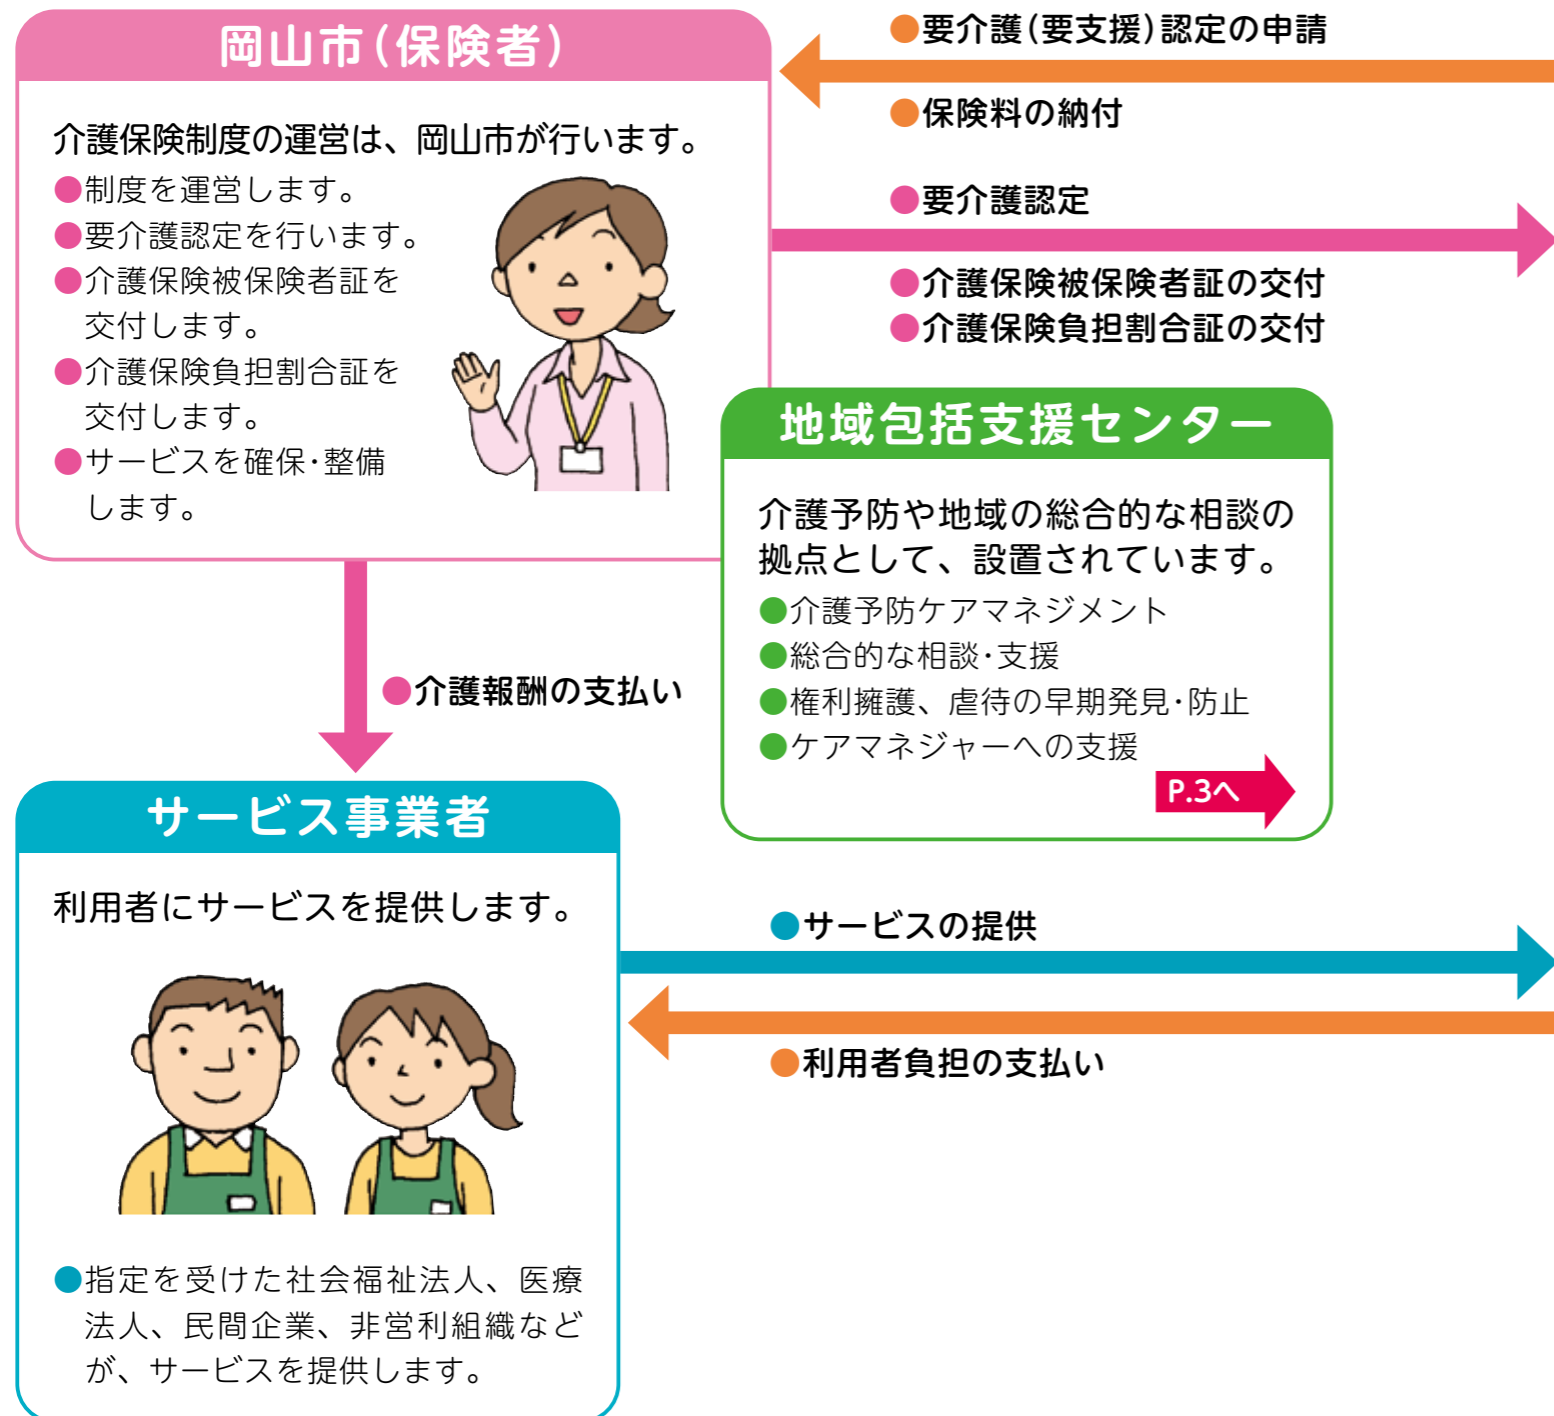 岡山市(保険者)
介護保険制度の運営は、岡山市が行います。
●制度を運営します。
●要介護認定を行います。
●介護保険被保険者証を
交付します。
●介護保険負担割合証を
交付します。
●サービスを確保・整備
します。
●要介護(要支援)認定の申請
●保険料の納付
●要介護認定
●介護保険被保険者証の交付
●介護保険負担割合証の交付
地域包括支援センター
介護予防や地域の総合的な相談の
拠点として、設置されています。
●介護予防ケアマネジメント
●総合的な相談・支援
●権利擁護、虐待の早期発見・防止
●ケアマネジャーへの支援
P.3へ
●介護報酬の支払い
サービス事業者
利用者にサービスを提供します。
●指定を受けた社会福祉法人、医療
法人、民間企業、非営利組織など
が、サービスを提供します。
●サービスの提供
●利用者負担の支払い